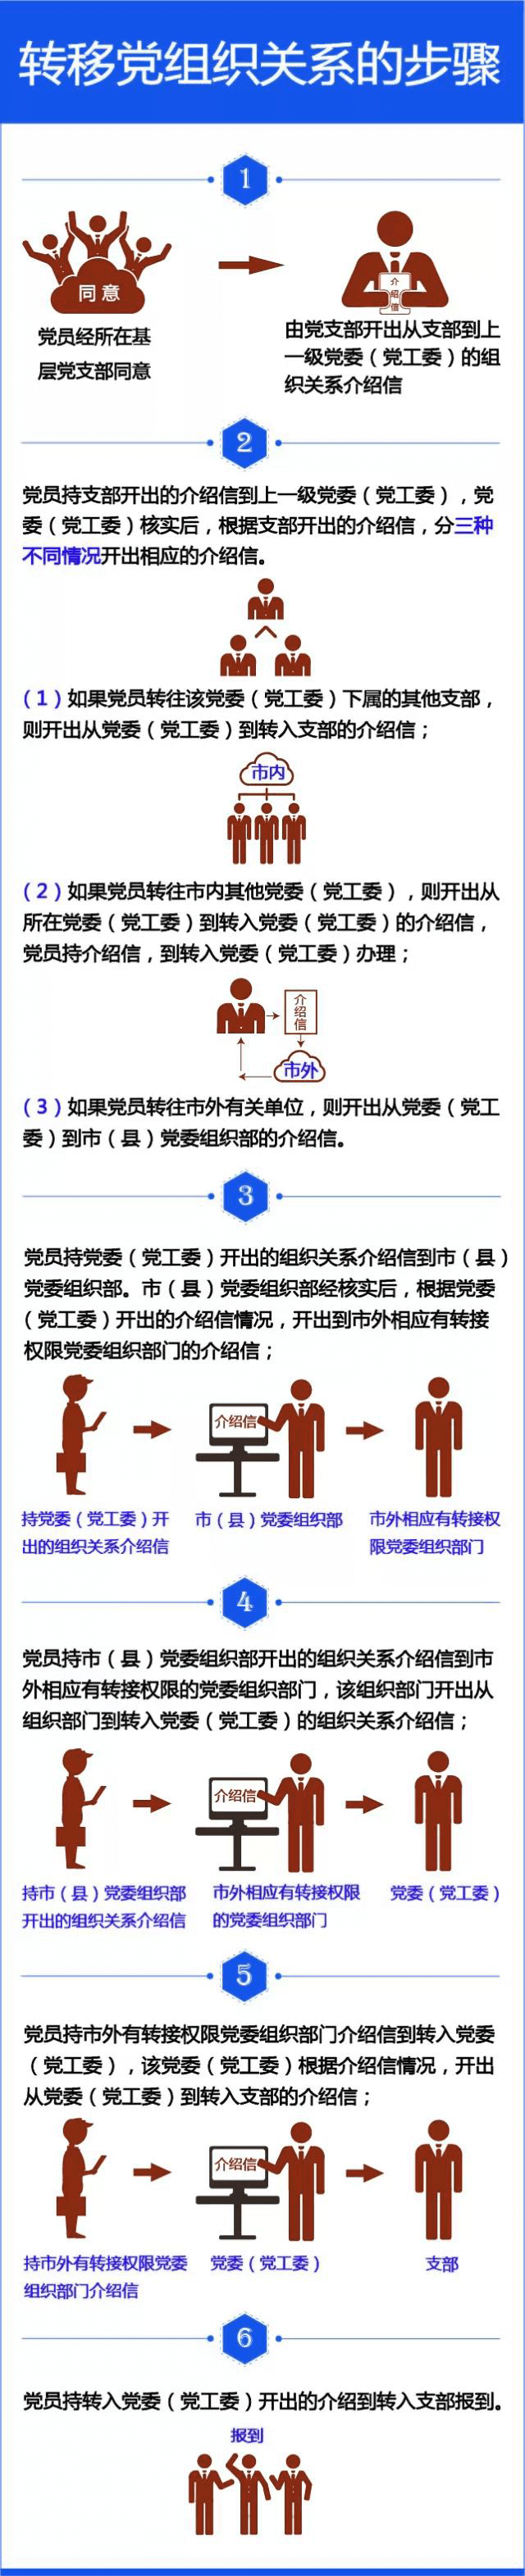 转移党组织关系的步骤
1
同意
介
绍
信
党员经所在基
层党支部同意
由党支部开出从支部到上
一级党委（党工委）的组
织关系介绍信
2
党员持支部开出的介绍信到上一级党委（党工委），党
委（党工委）核实后，根据支部开出的介绍信，分三种
不同情况开出相应的介绍信。
（1）如果党员转往该党委（党工委）下属的其他支部，
则开出从党委（党工委）到转入支部的介绍信；
市内
（2）如果党员转往市内其他党委（党工委），则开出从
所在党委（党工委）到转入党委（党工委）的介绍信，
党员持介绍信，到转入党委（党工委）办理；
介
绍
信
市外
（3）如果党员转往市外有关单位，则开出从党委（党工
委）到市（县）党委组织部的介绍信。
3
党员持党委（党工委）开出的组织关系介绍信到市（县）
党委组织部。市（县）党委组织部经核实后，根据党委
（党工委）开出的介绍信情况，开出到市外相应有转接
权限党委组织部门的介绍信；
介绍信
持党委（党工委）开
出的组织关系介绍信
市（县）党委组织部
市外相应有转接权
限党委组织部门
4
党员持市（县）党委组织部开出的组织关系介绍信到市
外相应有转接权限的党委组织部门，该组织部门开出从
组织部门到转入党委（党工委）的组织关系介绍信；
介绍信
持市（县）党委组织部
开出的组织关系介绍信
市外相应有转接权限
的党委组织部门
党委（党工委）
5
党员持市外有转接权限党委组织部门介绍信到转入党委
（党工委），该党委（党工委）根据介绍信情况，开出
从党委（党工委）到转入支部的介绍信；
介绍信
持市外有转接权限党委
组织部门介绍信
党委（党工委）
支部
6
党员持转入党委（党工委）开出的介绍到转入支部报到。
报到